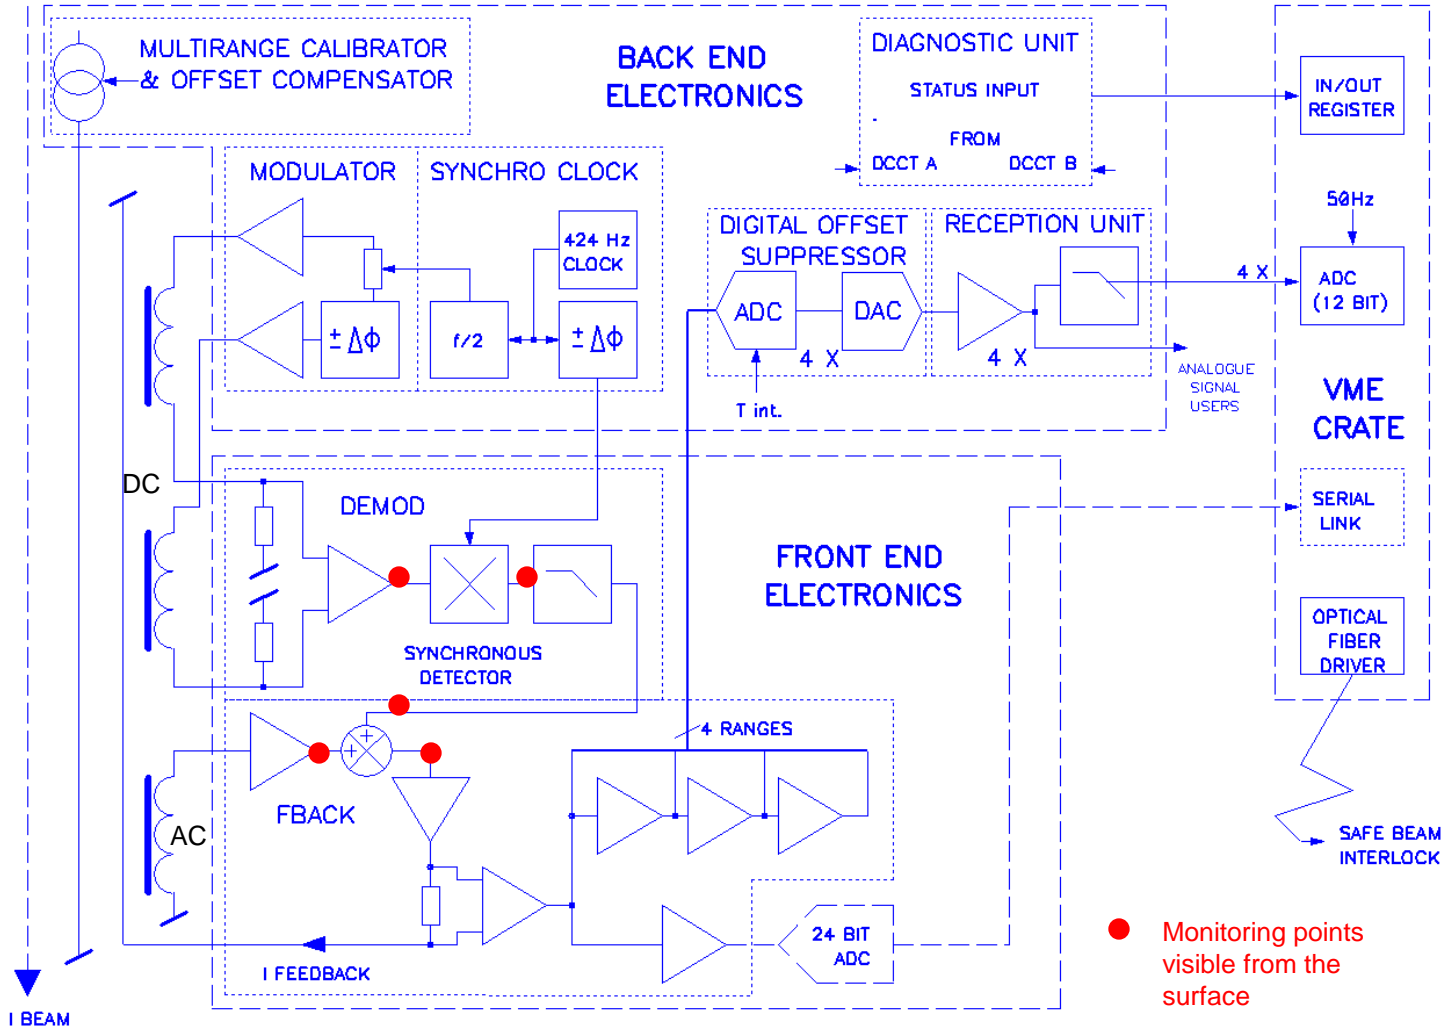 MULTIRANGE CALIBRATOR
& OFFSET COMPENSATOR
BACK END
ELECTRONICS
DIAGNOSTIC UNIT
STATUS INPUT
FROM
DCCT A
DCCT B
IN/OUT
REGISTER
MODULATOR
SYNCHRO CLOCK
424 Hz
CLOCK
± Δϕ
f/2
± Δϕ
DIGITAL OFFSET
SUPPRESSOR
ADC
DAC
4 X
T int.
RECEPTION UNIT
4 X
4 X
ANALOGUE
SIGNAL
USERS
50Hz
ADC
(12 BIT)
VME
CRATE
SERIAL
LINK
OPTICAL
FIBER
DRIVER
SAFE BEAM
INTERLOCK
DC
DEMOD
SYNCHRONOUS
DETECTOR
FRONT END
ELECTRONICS
4 RANGES
+
+
FBACK
AC
I FEEDBACK
24 BIT
ADC
I BEAM
Monitoring points
visible from the
surface